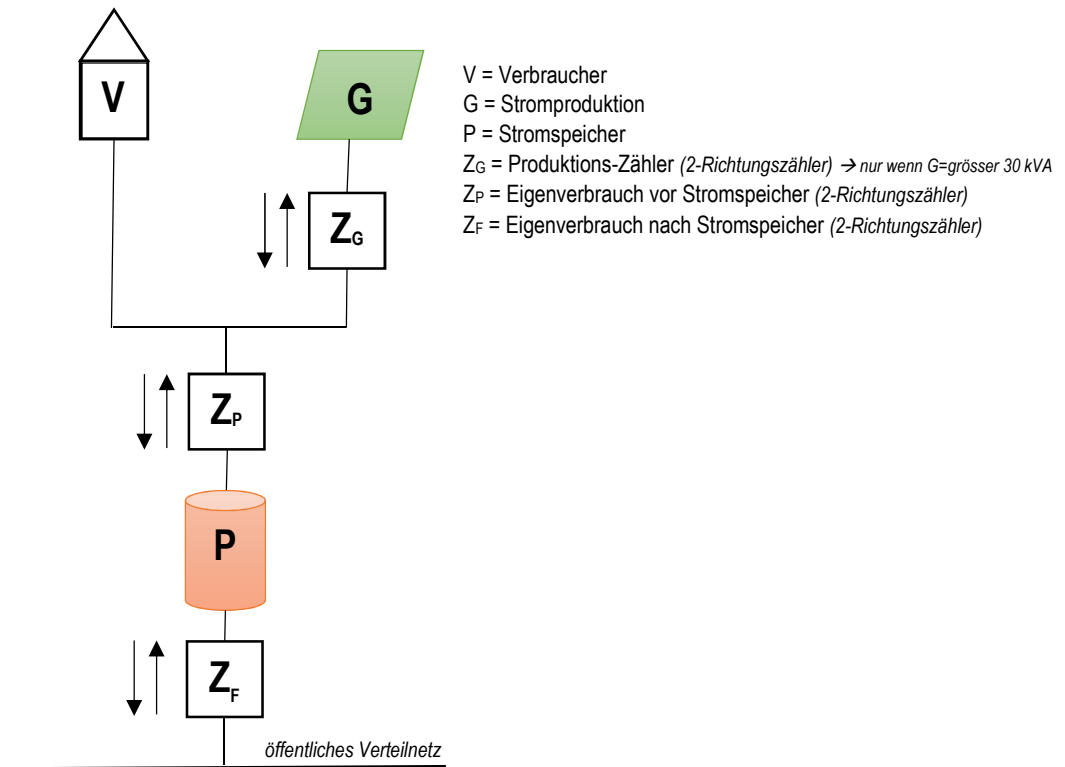 V
G
V = Verbraucher
G = Stromproduktion
P = Stromspeicher
ZG = Produktions-Zähler (2-Richtungszähler) → nur wenn G=grösser 30 kVA
ZP = Eigenverbrauch vor Stromspeicher (2-Richtungszähler)
ZF = Eigenverbrauch nach Stromspeicher (2-Richtungszähler)
ZG
ZP
P
ZF
öffentliches Verteilnetz